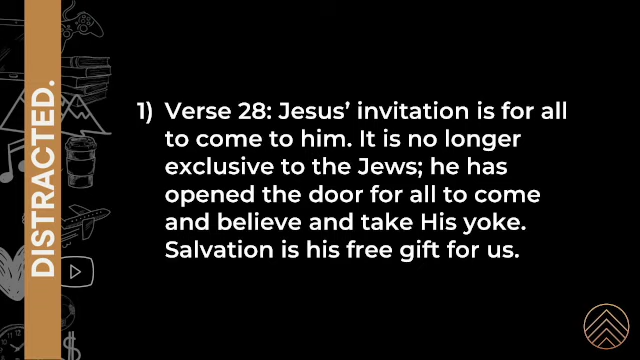 DISTRACTED.
1) Verse 28: Jesus’ invitation is for all
to come to him. It is no longer
exclusive to the Jews; he has
opened the door for all to come
and believe and take His yoke.
Salvation is his free gift for us.